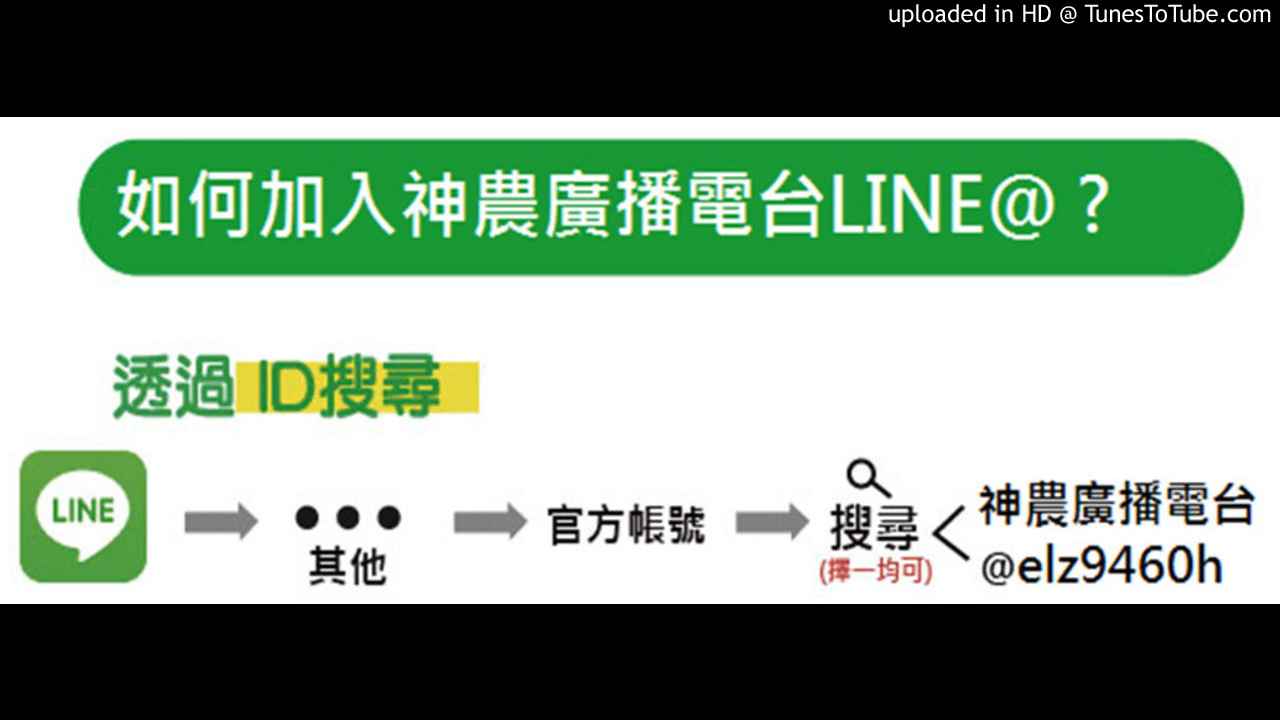 uploaded in HD @ TunesToTube.com
如何加入神農廣播電台LINE@？
透過 ID搜尋
LINE
其他
官方帳號
搜尋
(擇一均可)
神農廣播電台
@elz9460h